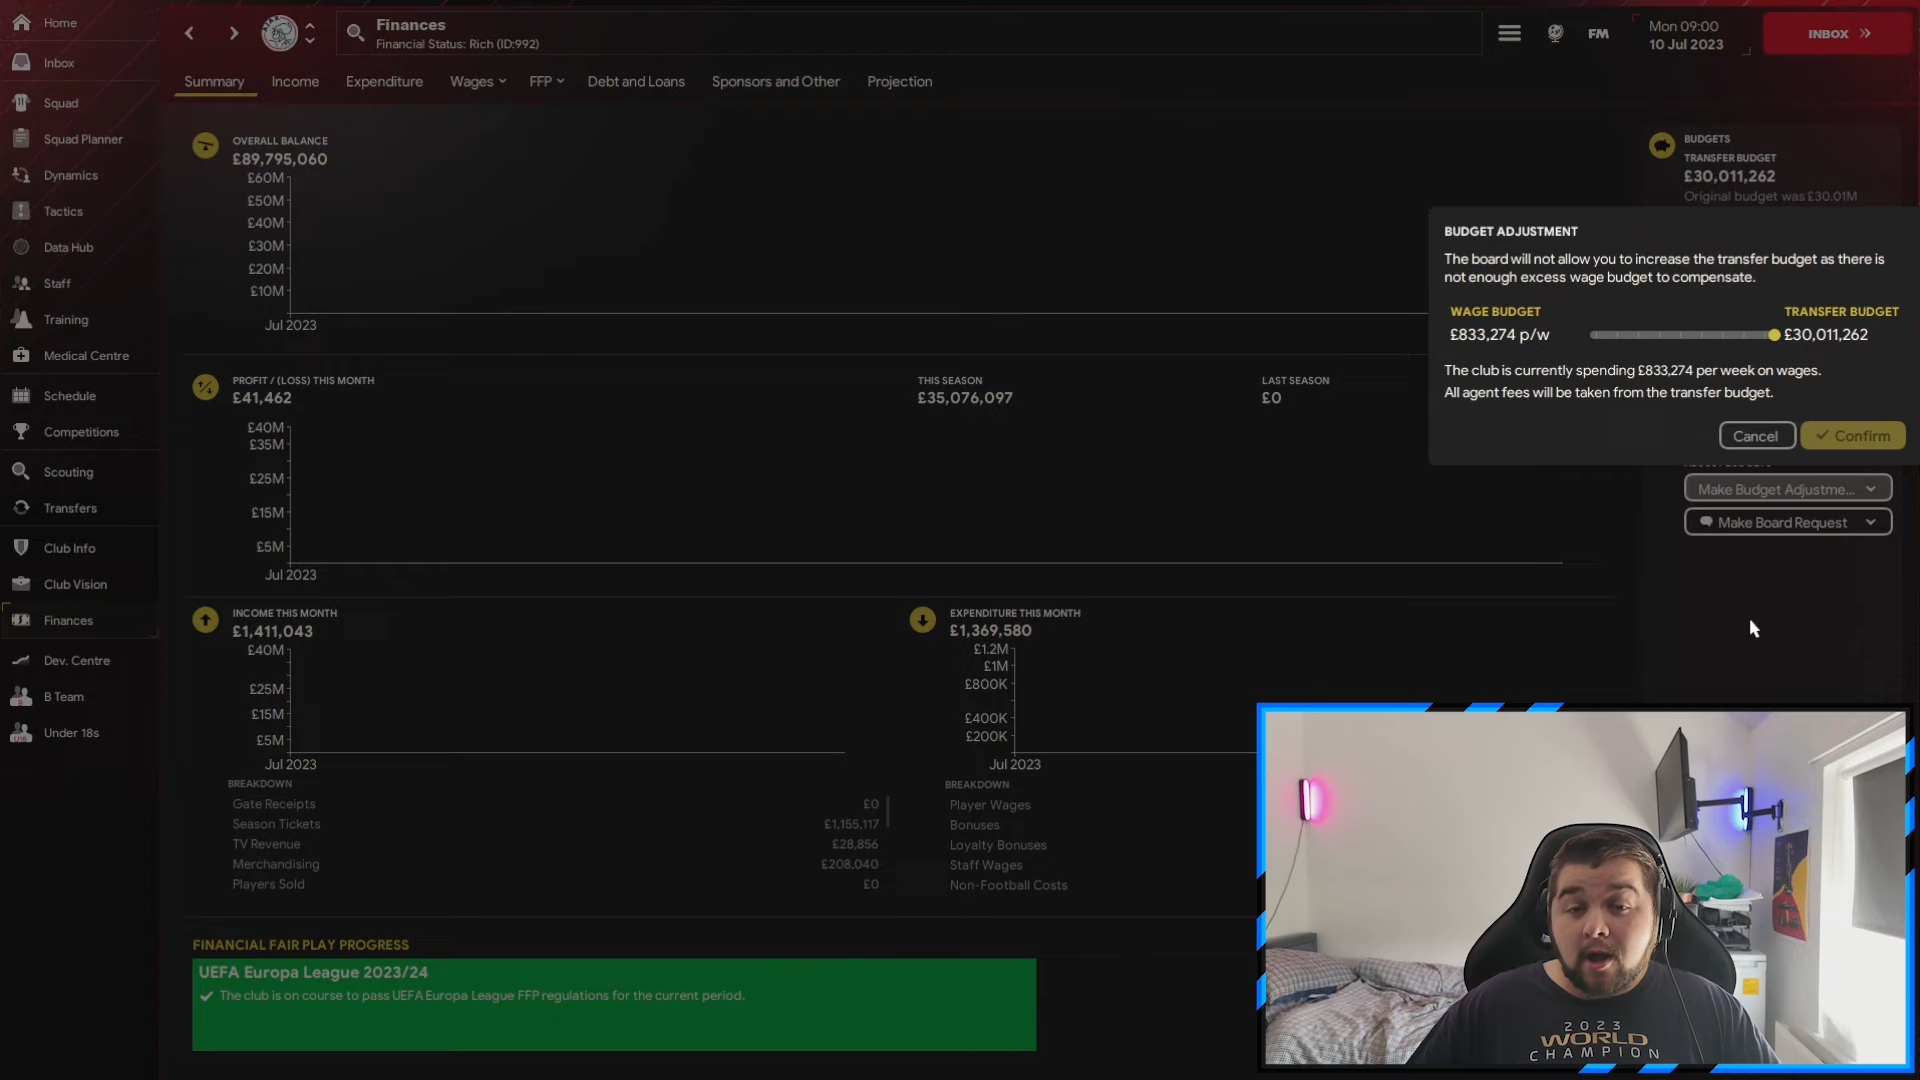 Home
Inbox
Squad
Squad Planner
Dynamics
Tactics
Data Hub
Staff
Training
Medical Centre
Schedule
Competitions
Scouting
Transfers
Club Info
Club Vision
Finances
Dev. Centre
B Team
Under 18s
Finances
Financial Status: Rich (ID:992)
FM
Mon 09:00
10 Jul 2023
INBOX
Summary
Income
Expenditure
Wages
FFP
Debt and Loans
Sponsors and Other
Projection
OVERALL BALANCE
£89,795,060
£60M
£50M
£40M
£30M
£20M
£10M
Jul 2023
BUDGETS
TRANSFER BUDGET
£30,011,262
Original budget was £30.01M
BUDGET ADJUSTMENT
The board will not allow you to increase the transfer budget as there is
not enough excess wage budget to compensate.
WAGE BUDGET
£833,274 p/w
TRANSFER BUDGET
£30,011,262
The club is currently spending £833,274 per week on wages.
All agent fees will be taken from the transfer budget.
Cancel
Confirm
Make Budget Adjustme...
Make Board Request
PROFIT / (LOSS) THIS MONTH
£41,462
THIS SEASON
£35,076,097
LAST SEASON
£0
£40M
£35M
£25M
£15M
£5M
Jul 2023
INCOME THIS MONTH
£1,411,043
£40M
£25M
£15M
£5M
Jul 2023
BREAKDOWN
Gate Receipts £0
Season Tickets £1,155,117
TV Revenue £28,856
Merchandising £208,040
Players Sold £0
EXPENDITURE THIS MONTH
£1,369,580
£1.2M
£1M
£800K
£400K
£200K
Jul 2023
BREAKDOWN
Player Wages
Bonuses
Loyalty Bonuses
Staff Wages
Non-Football Costs
FINANCIAL FAIR PLAY PROGRESS
UEFA Europa League 2023/24
The club is on course to pass UEFA Europa League FFP regulations for the current period.
2023
WORLD
CHAMPION